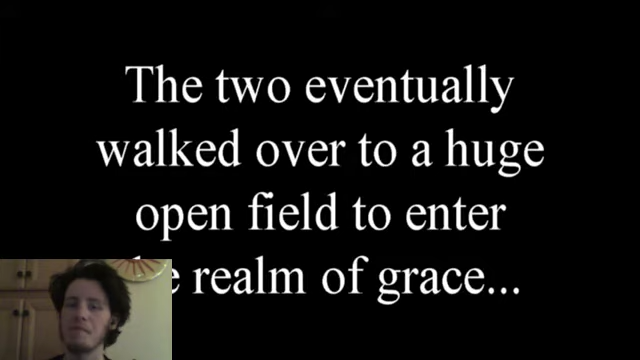 The two eventually
walked over to a huge
open field to enter
realm of grace...